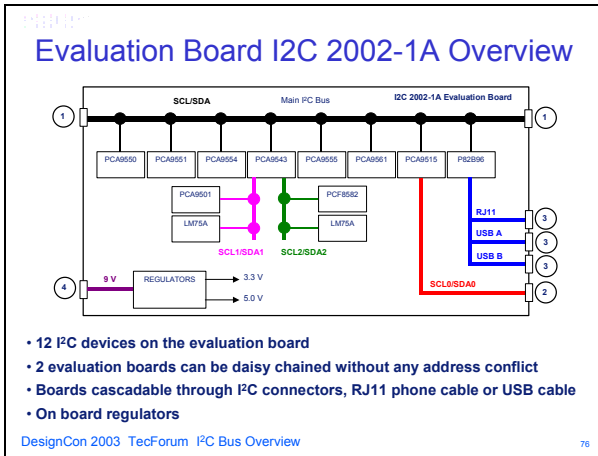 Evaluation Board I2C 2002-1A Overview
SCL/SDA
Main I²C Bus
I2C 2002-1A Evaluation Board
1
1
PCA9550
PCA9551
PCA9554
PCA9543
PCA9555
PCA9561
PCA9515
P82B96
PCA9501
PCF8582
LM75A
LM75A
RJ11
3
USB A
3
USB B
3
SCL1/SDA1
SCL2/SDA2
SCL0/SDA0
2
9 V
4
REGULATORS
3.3 V
5.0 V
• 12 I²C devices on the evaluation board
• 2 evaluation boards can be daisy chained without any address conflict
• Boards cascadable through I²C connectors, RJ11 phone cable or USB cable
• On board regulators
DesignCon 2003 TecForum I²C Bus Overview
76